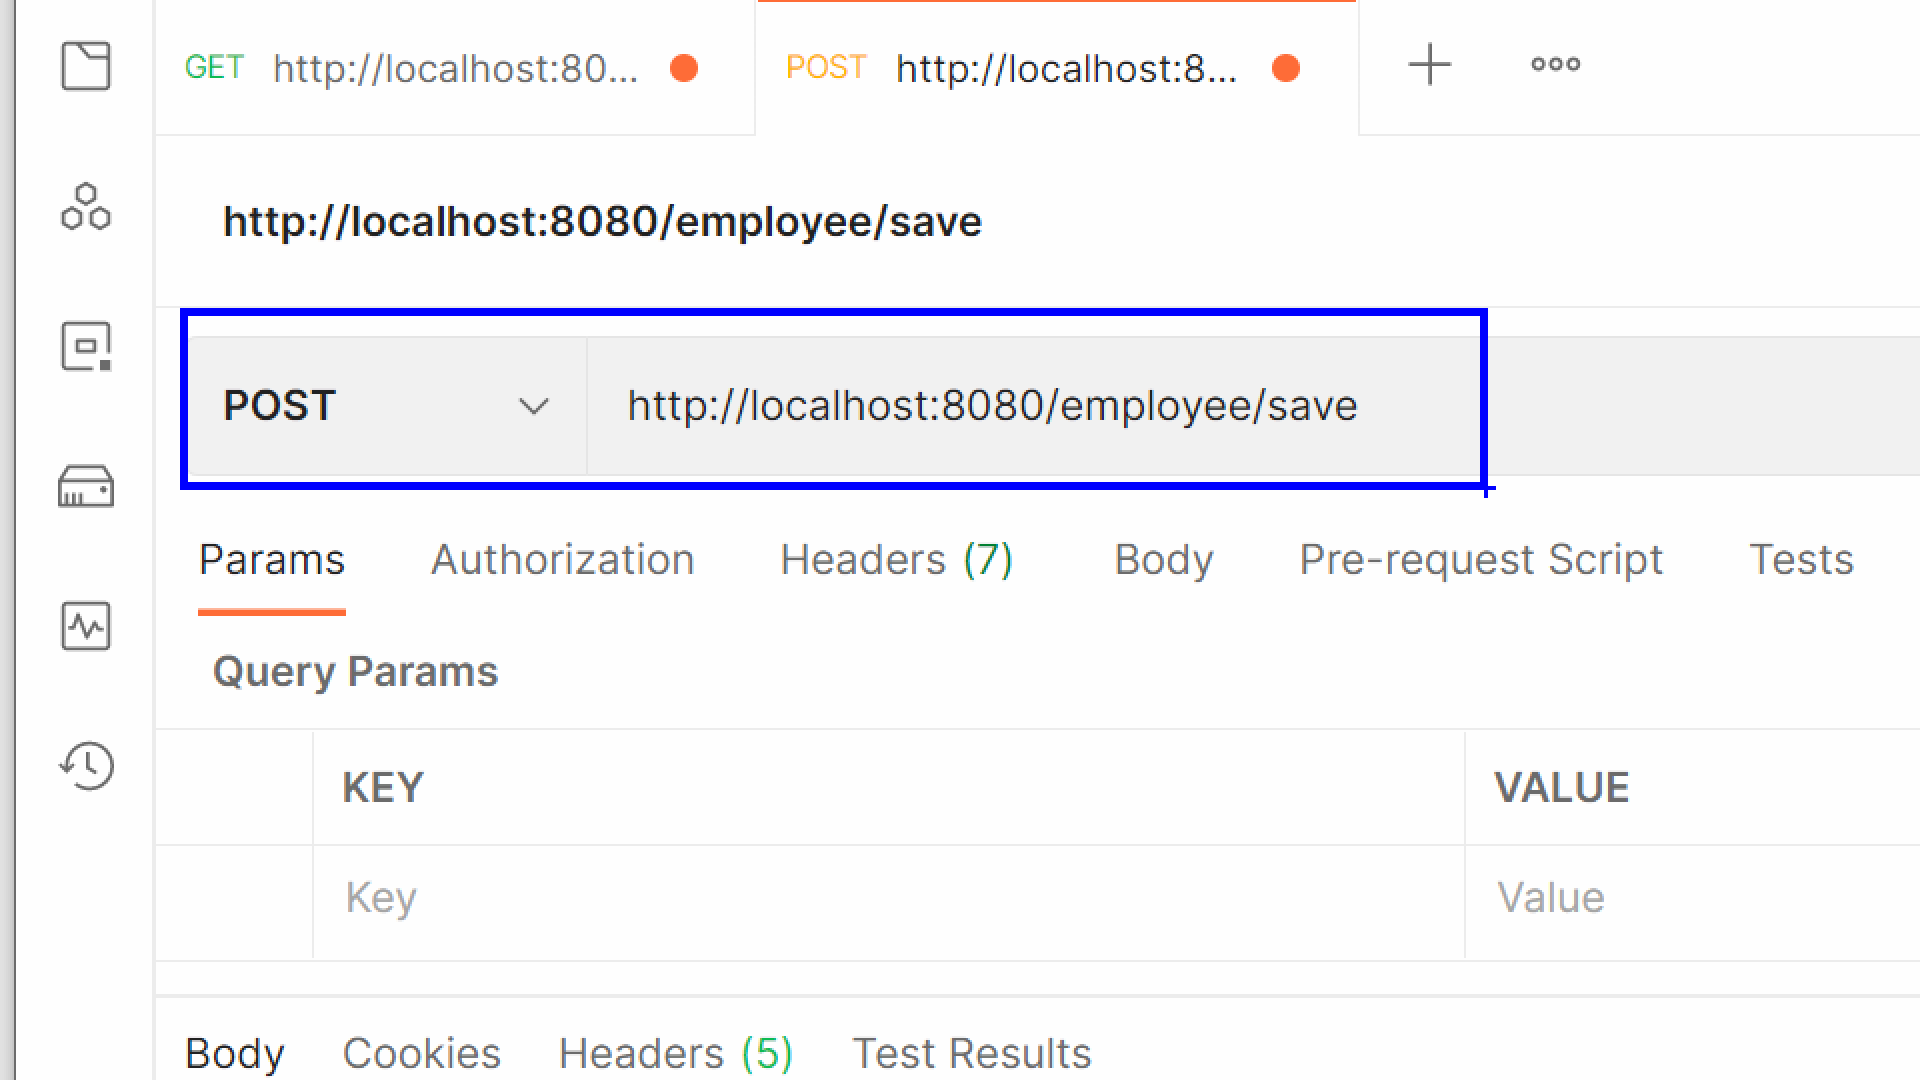 GET http://localhost:80... POST http://localhost:8...
http://localhost:8080/employee/save
POST http://localhost:8080/employee/save
Params Authorization Headers (7) Body Pre-request Script Tests
Query Params
KEY VALUE
Key Value
Body Cookies Headers (5) Test Results